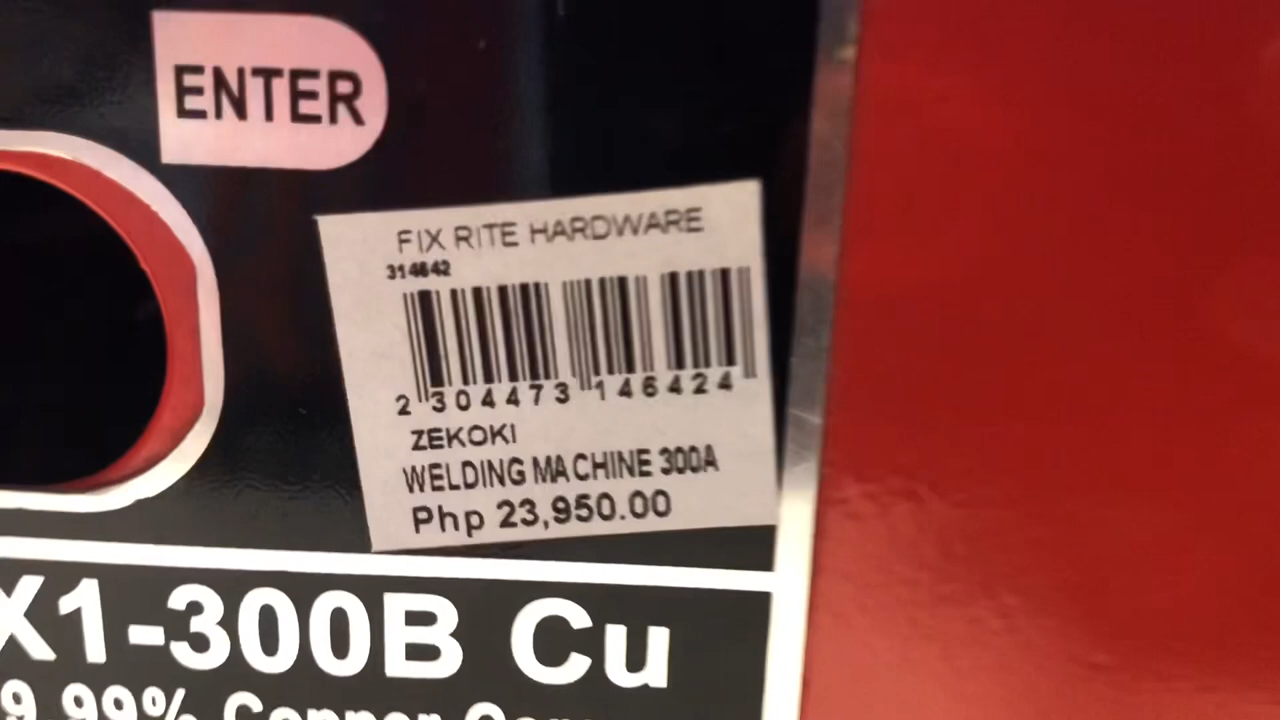 ENTER
FIX RITE HARDWARE
314642
2 304473 146424
ZEKOKI
WELDING MACHINE 300A
Php 23,950.00
X1-300B Cu
9.99% Copper